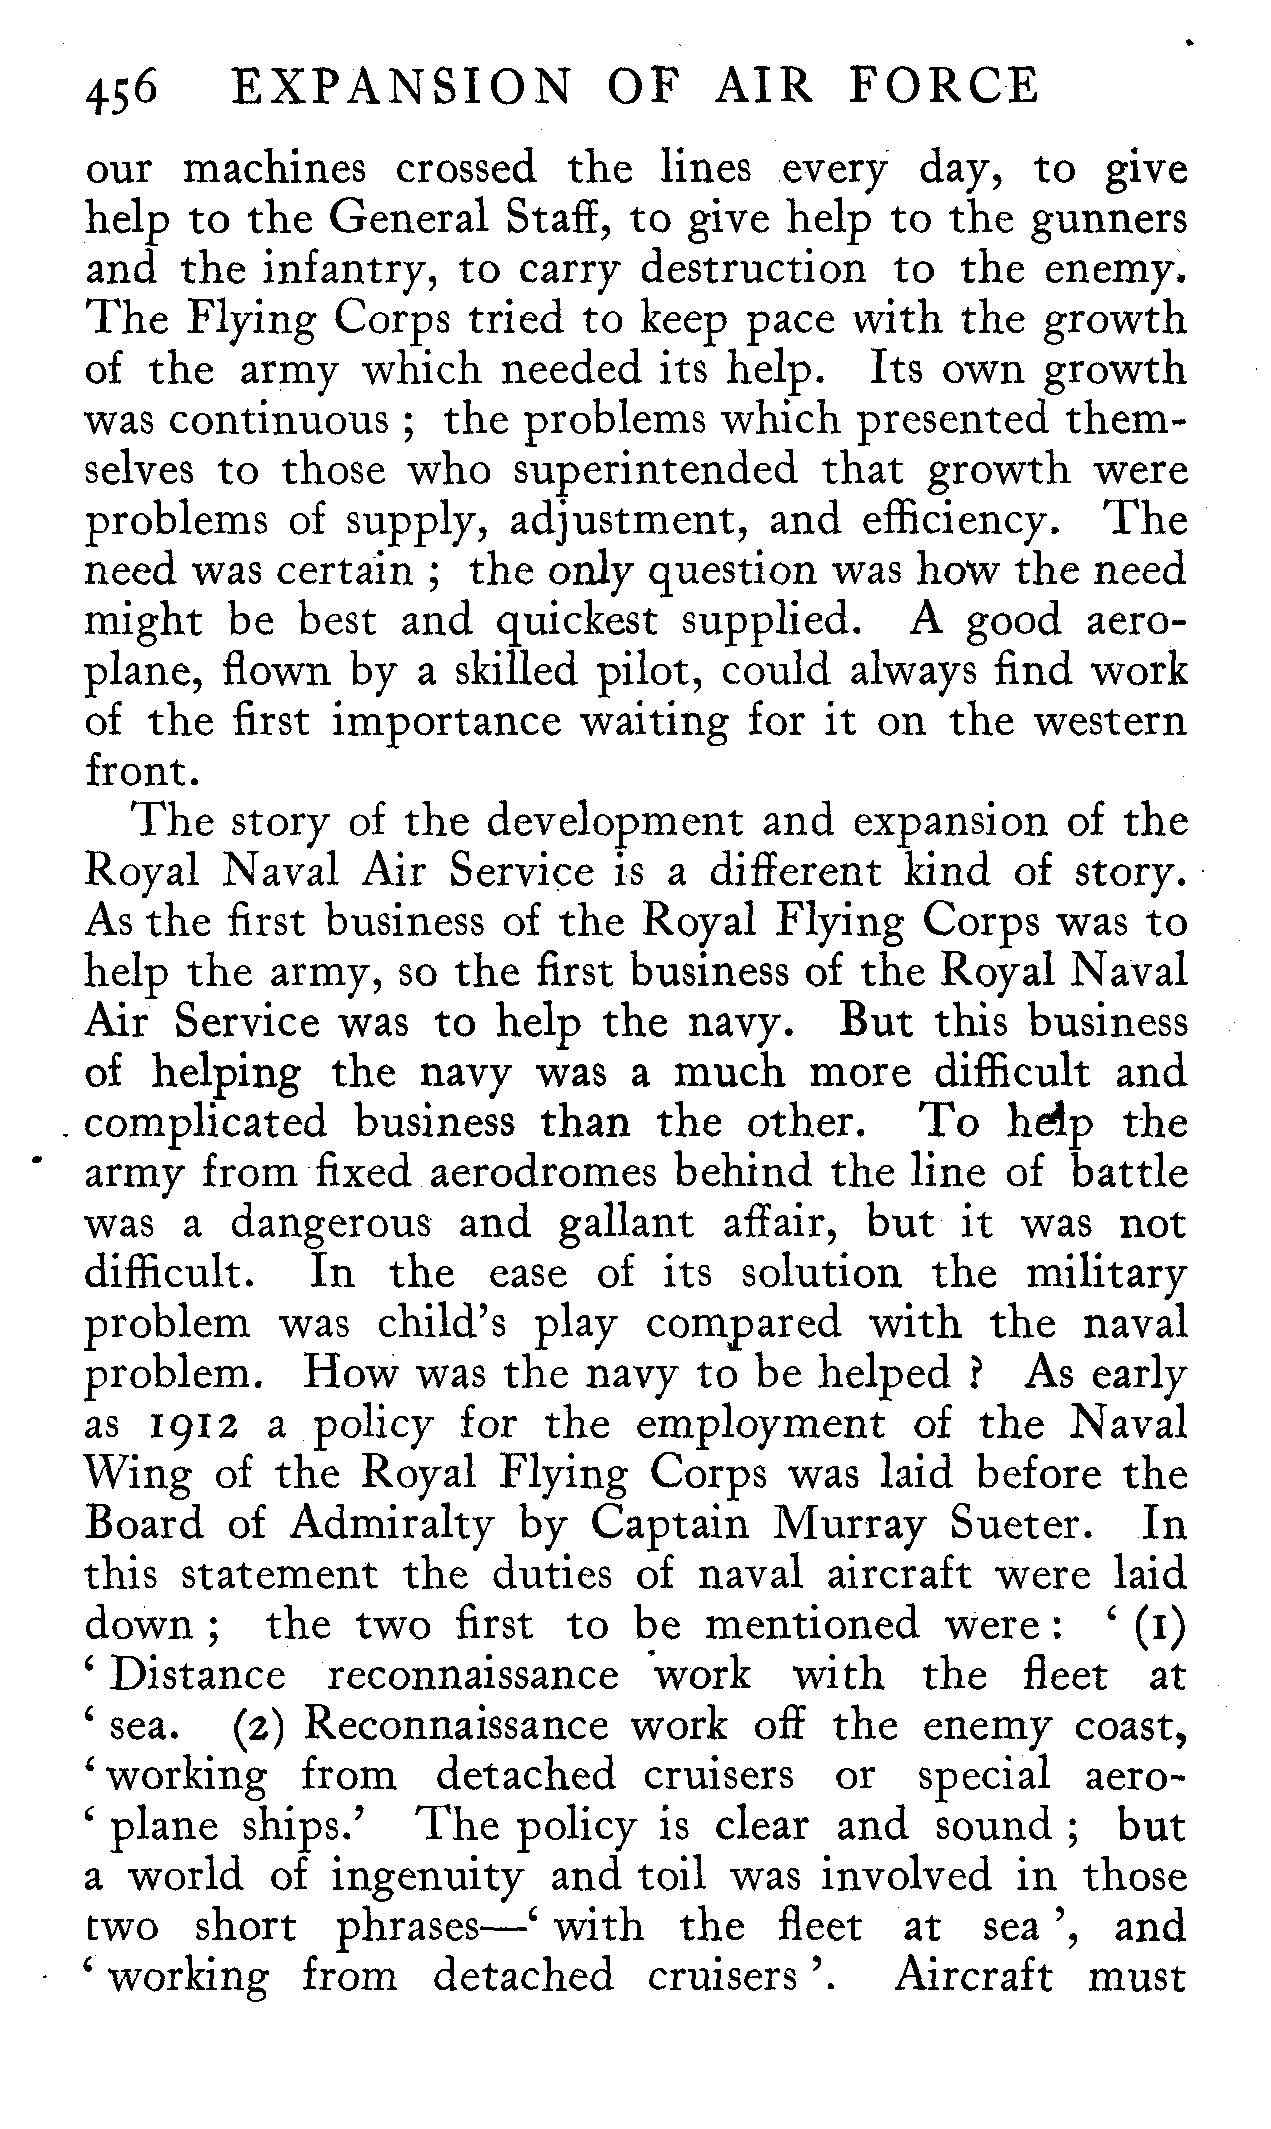 456 EXPANSION OF AIR FORCE
our machines crossed the lines every day, to give
help to the General Staff, to give help to the gunners
and the infantry, to carry destruction to the enemy.
The Flying Corps tried to keep pace with the growth
of the army which needed its help. Its own growth
was continuous ; the problems which presented them-
selves to those who superintended that growth were
problems of supply, adjustment, and efficiency. The
need was certain ; the only question was how the need
might be best and quickest supplied. A good aero-
plane, flown by a skilled pilot, could always find work
of the first importance waiting for it on the western
front.
The story of the development and expansion of the
Royal Naval Air Service is a different kind of story.
As the first business of the Royal Flying Corps was to
help the army, so the first business of the Royal Naval
Air Service was to help the navy. But this business
of helping the navy was a much more difficult and
complicated business than the other. To help the
army from fixed aerodromes behind the line of battle
was a dangerous and gallant affair, but it was not
difficult. In the ease of its solution the military
problem was child's play compared with the naval
problem. How was the navy to be helped ? As early
as 1912 a policy for the employment of the Naval
Wing of the Royal Flying Corps was laid before the
Board of Admiralty by Captain Murray Sueter. In
this statement the duties of naval aircraft were laid
down ; the two first to be mentioned were : ‘ (1)
‘ Distance reconnaissance work with the fleet at
‘ sea. (2) Reconnaissance work off the enemy coast,
‘ working from detached cruisers or special aero-
‘ plane ships.’ The policy is clear and sound ; but
a world of ingenuity and toil was involved in those
two short phrases—‘ with the fleet at sea ’, and
‘ working from detached cruisers ’. Aircraft must